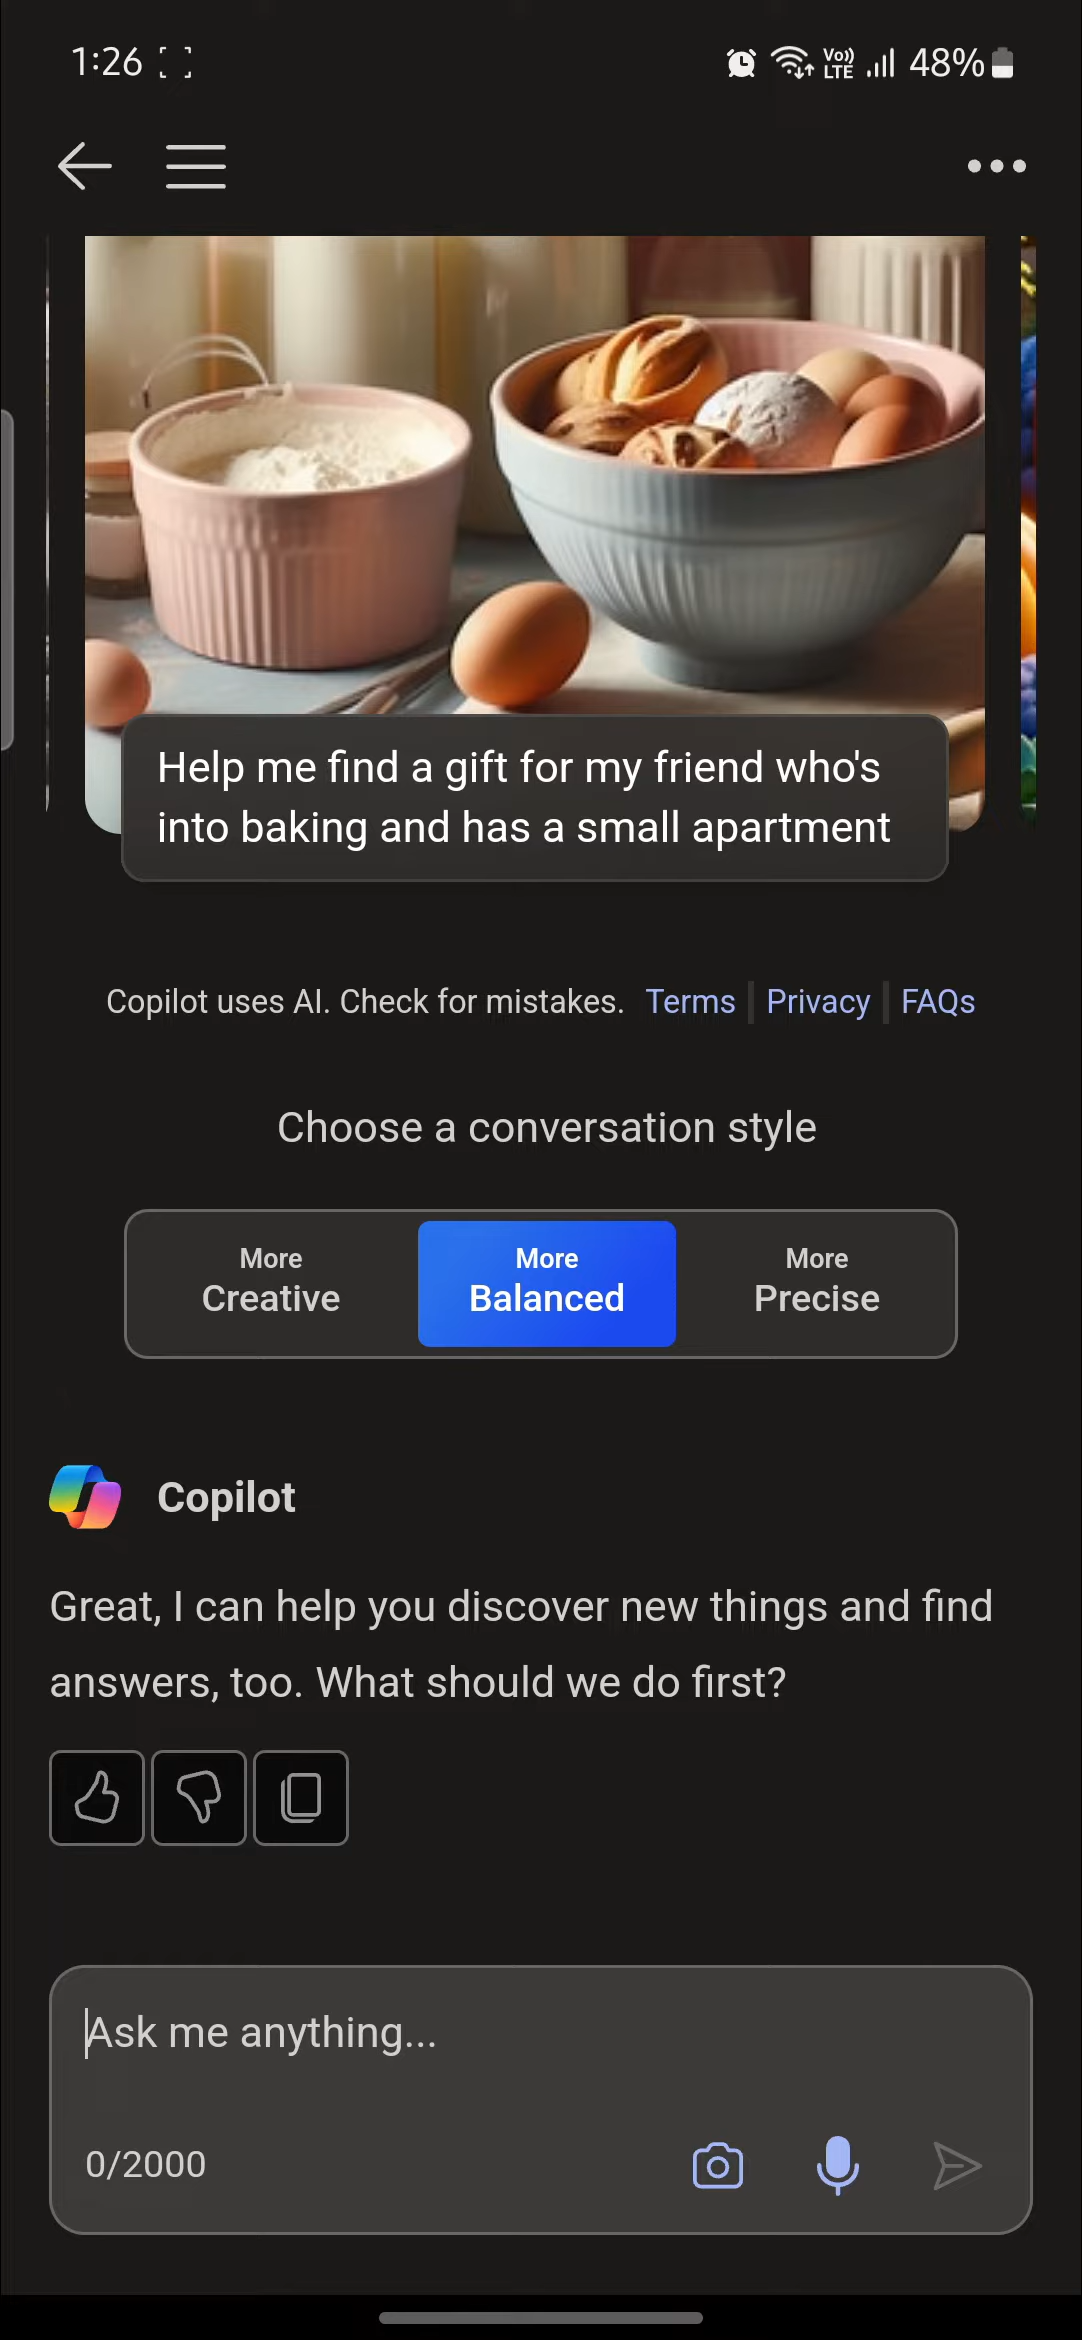 1:26
Vo))
LTE
48%
Help me find a gift for my friend who's
into baking and has a small apartment
Copilot uses AI. Check for mistakes. Terms Privacy FAQs
Choose a conversation style
More
Creative
More
Balanced
More
Precise
Copilot
Great, I can help you discover new things and find
answers, too. What should we do first?
Ask me anything...
0/2000